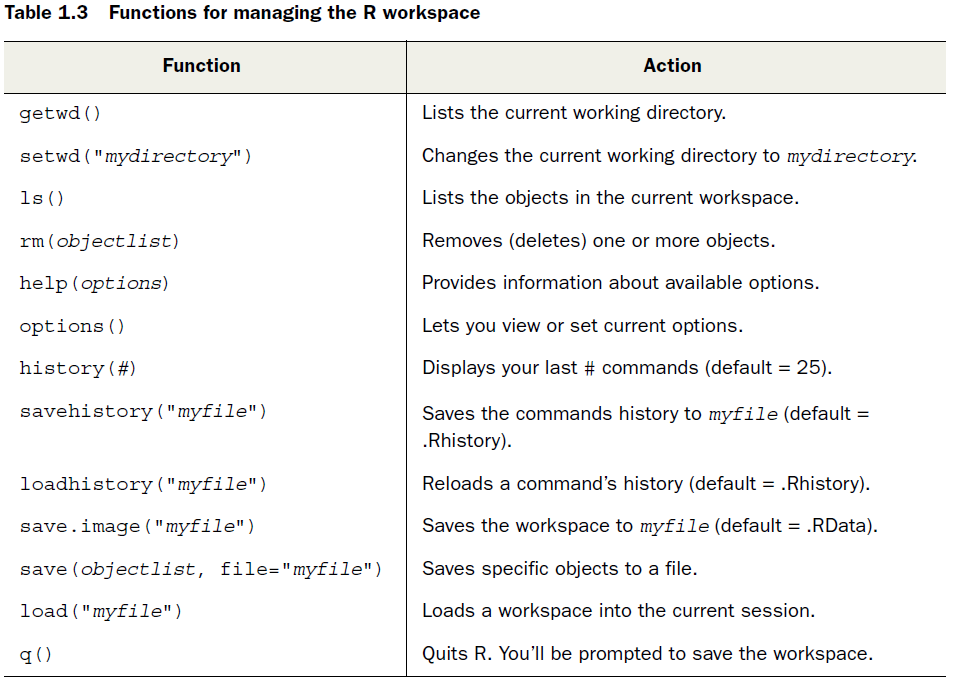 Table 1.3 Functions for managing the R workspace
Function Action
getwd() Lists the current working directory.
setwd("mydirectory") Changes the current working directory to mydirectory.
ls() Lists the objects in the current workspace.
rm(objectlist) Removes (deletes) one or more objects.
help(options) Provides information about available options.
options() Lets you view or set current options.
history(#) Displays your last # commands (default = 25).
savehistory("myfile") Saves the commands history to myfile (default =
.Rhistory).
loadhistory("myfile") Reloads a command’s history (default = .Rhistory).
save.image("myfile") Saves the workspace to myfile (default = .RData).
save(objectlist, file="myfile") Saves specific objects to a file.
load("myfile") Loads a workspace into the current session.
q() Quits R. You’ll be prompted to save the workspace.